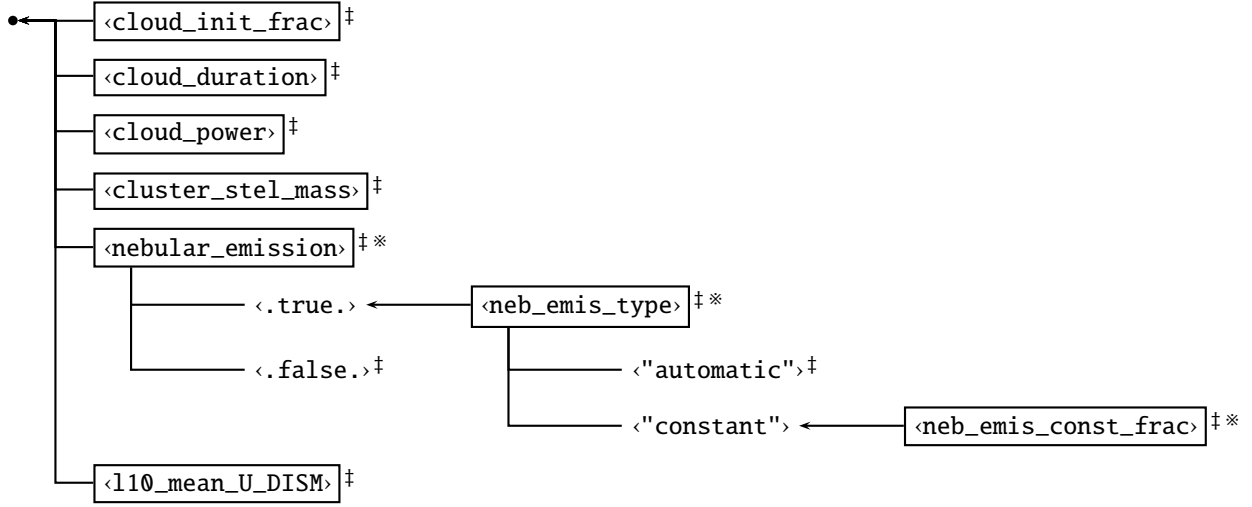 ‹cloud_init_frac›‡
‹cloud_duration›‡
‹cloud_power›‡
‹cluster_stel_mass›‡
‹nebular_emission›‡ ※
‹.true.› ‹neb_emis_type›‡ ※
‹.false.›‡ ‹"automatic"›‡
‹"constant"› ‹neb_emis_const_frac›‡ ※
‹l10_mean_U_DISM›‡